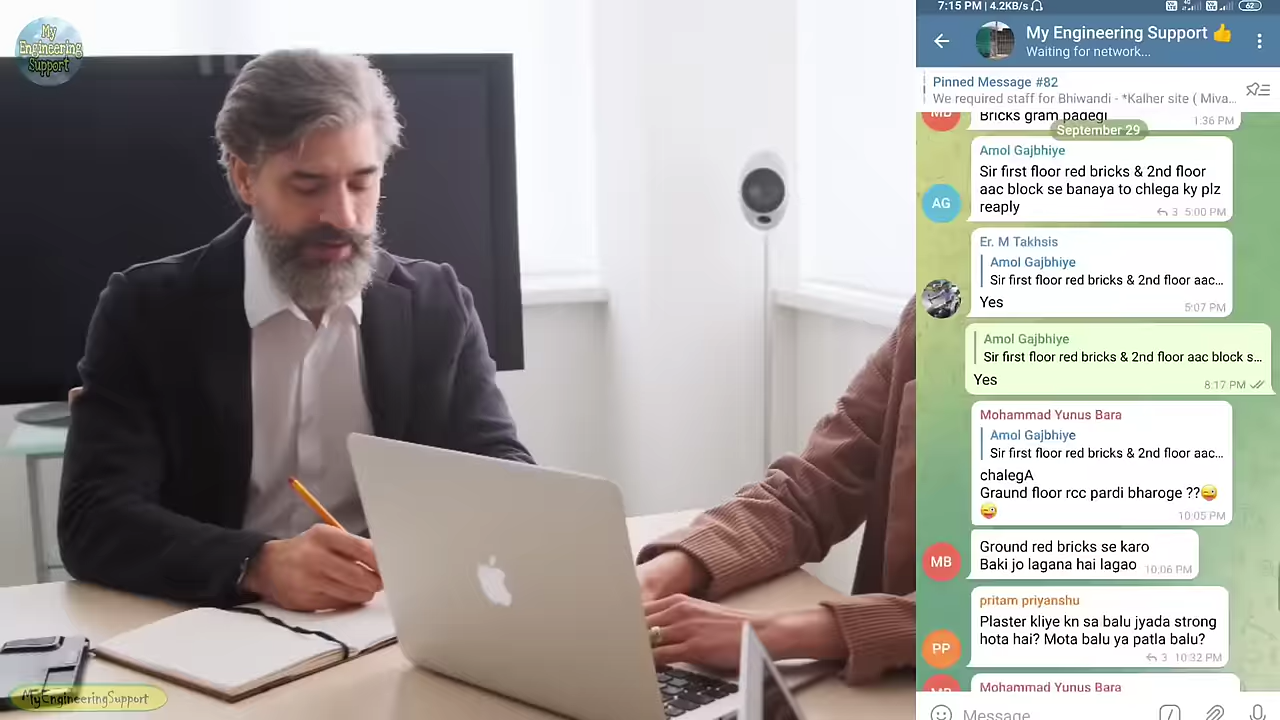 My
Engineering
Support
MyEngineeringSupport
7:15 PM | 4.2KB/s
62
My Engineering Support 👍
Waiting for network...
Pinned Message #82
We required staff for Bhiwandi - *Kalher site ( Miva...
MB
Bricks gram padegi
1:36 PM
September 29
Amol Gajbhiye
Sir first floor red bricks & 2nd floor
aac block se banaya to chlega ky plz
reaply
3 5:00 PM
AG
Er. M Takhsis
Amol Gajbhiye
Sir first floor red bricks & 2nd floor aac...
Yes
5:07 PM
Amol Gajbhiye
Sir first floor red bricks & 2nd floor aac block s...
Yes
8:17 PM
Mohammad Yunus Bara
Amol Gajbhiye
Sir first floor red bricks & 2nd floor aac...
chalegA
Graund floor rcc pardi bharoge ??😜
😜
10:05 PM
Ground red bricks se karo
Baki jo lagana hai lagao
10:06 PM
MB
pritam priyanshu
Plaster kliye kn sa balu jyada strong
hota hai? Mota balu ya patla balu?
3 10:32 PM
PP
Mohammad Yunus Bara
Message